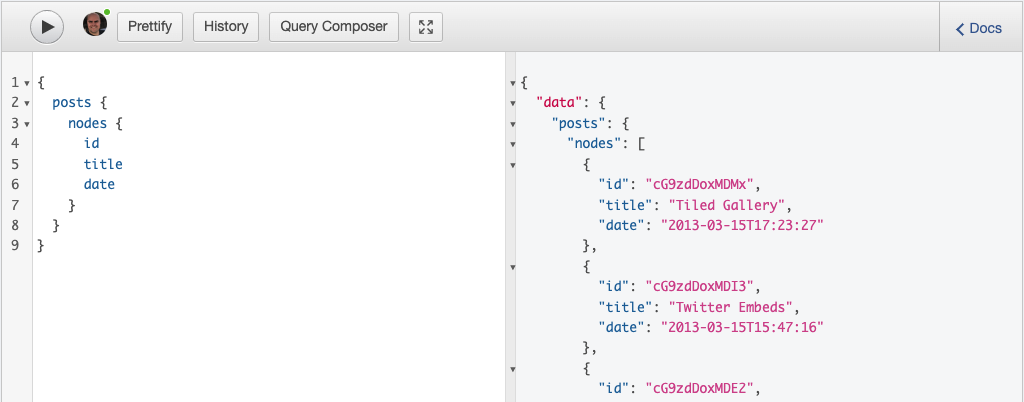 Prettify History Query Composer Docs
1 {
2 posts {
3 nodes {
4 id
5 title
6 date
7 }
8 }
9 }
{
"data": {
"posts": {
"nodes": [
{
"id": "cG9zdDoxMDMx",
"title": "Tiled Gallery",
"date": "2013-03-15T17:23:27"
},
{
"id": "cG9zdDoxMDI3",
"title": "Twitter Embeds",
"date": "2013-03-15T15:47:16"
},
{
"id": "cG9zdDoxMDE2",